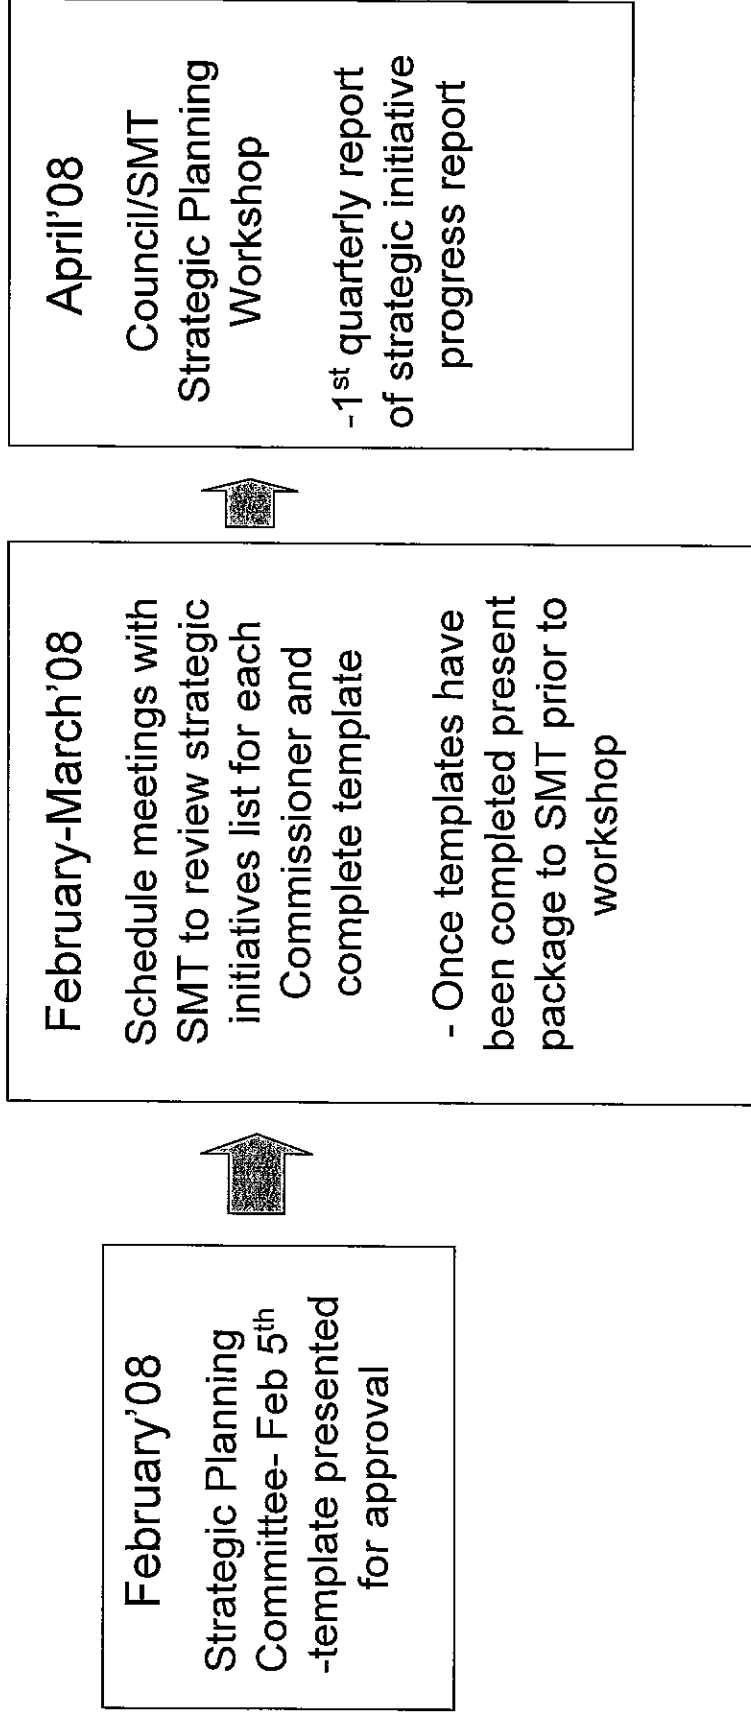 February'08
Strategic Planning
Committee- Feb 5th
-template presented
for approval
February-March'08
Schedule meetings with
SMT to review strategic
initiatives list for each
Commissioner and
complete template
- Once templates have
been completed present
package to SMT prior to
workshop
April'08
Council/SMT
Strategic Planning
Workshop
-1st quarterly report
of strategic initiative
progress report